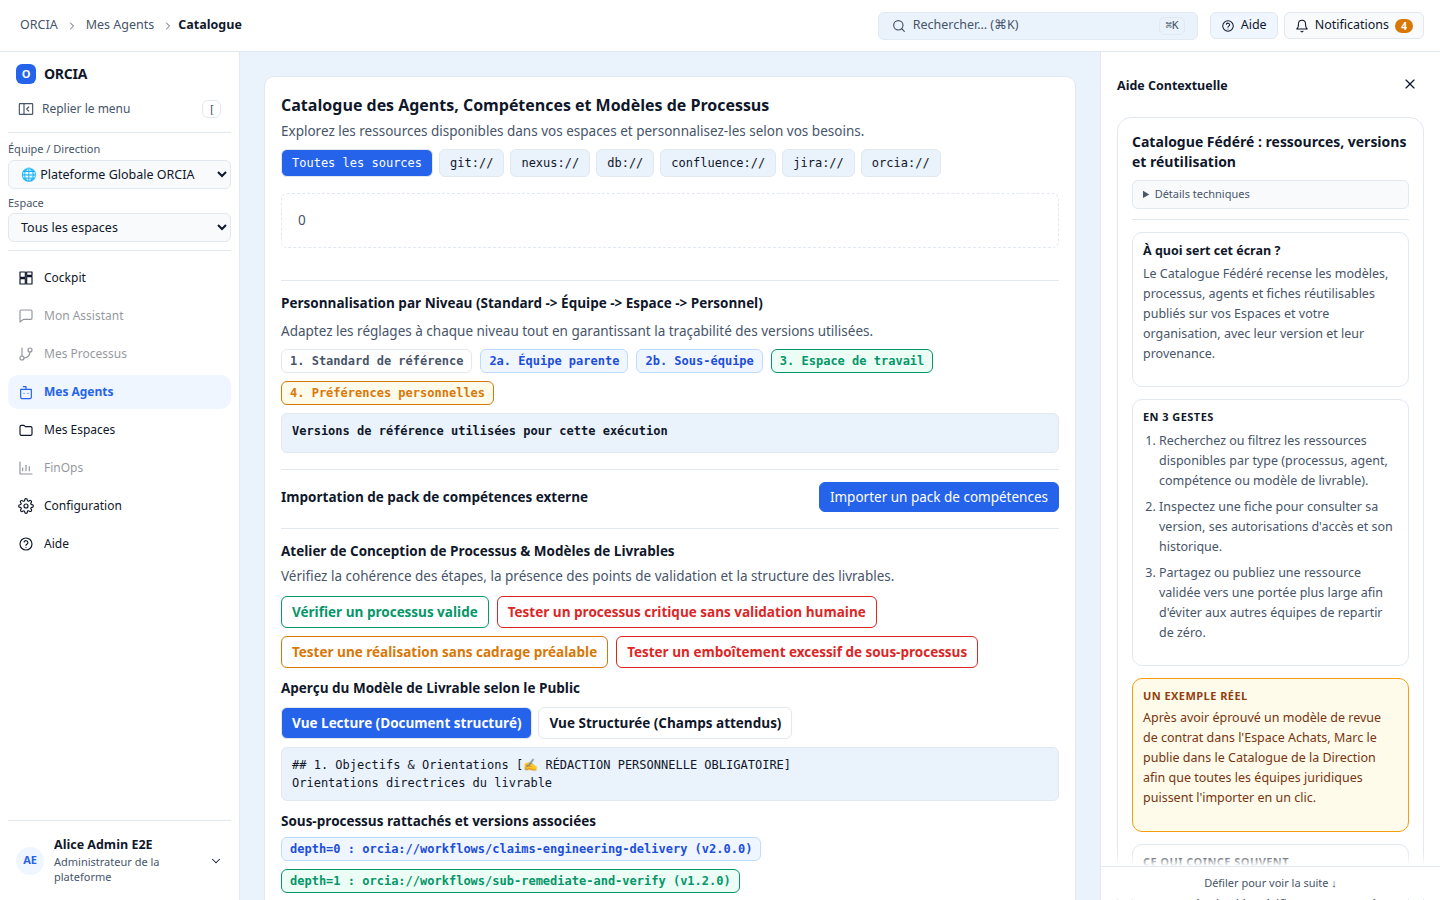 ORCIA > Mes Agents > Catalogue
Rechercher... (⌘K) ⌘K
Aide
Notifications 4
O ORCIA
Replier le menu [
Équipe / Direction
🌐 Plateforme Globale ORCIA
Espace
Tous les espaces
Cockpit
Mon Assistant
Mes Processus
Mes Agents
Mes Espaces
FinOps
Configuration
Aide
AE
Alice Admin E2E
Administrateur de la
plateforme
Catalogue des Agents, Compétences et Modèles de Processus
Explorez les ressources disponibles dans vos espaces et personnalisez-les selon vos besoins.
Toutes les sources git:// nexus:// db:// confluence:// jira:// orcia://
0
Personnalisation par Niveau (Standard -> Équipe -> Espace -> Personnel)
Adaptez les réglages à chaque niveau tout en garantissant la traçabilité des versions utilisées.
1. Standard de référence 2a. Équipe parente 2b. Sous-équipe 3. Espace de travail
4. Préférences personnelles
Versions de référence utilisées pour cette exécution
Importation de pack de compétences externe
Importer un pack de compétences
Atelier de Conception de Processus & Modèles de Livrables
Vérifiez la cohérence des étapes, la présence des points de validation et la structure des livrables.
Vérifier un processus valide Tester un processus critique sans validation humaine
Tester une réalisation sans cadrage préalable Tester un emboîtement excessif de sous-processus
Aperçu du Modèle de Livrable selon le Public
Vue Lecture (Document structuré) Vue Structurée (Champs attendus)
## 1. Objectifs & Orientations [✍ RÉDACTION PERSONNELLE OBLIGATOIRE]
Orientations directrices du livrable
Sous-processus rattachés et versions associées
depth=0 : orcia://workflows/claims-engineering-delivery (v2.0.0)
depth=1 : orcia://workflows/sub-remediate-and-verify (v1.2.0)
Aide Contextuelle
Catalogue Fédéré : ressources, versions
et réutilisation
▶ Détails techniques
À quoi sert cet écran ?
Le Catalogue Fédéré recense les modèles,
processus, agents et fiches réutilisables
publiés sur vos Espaces et votre
organisation, avec leur version et leur
provenance.
EN 3 GESTES
1. Recherchez ou filtrez les ressources
disponibles par type (processus, agent,
compétence ou modèle de livrable).
2. Inspectez une fiche pour consulter sa
version, ses autorisations d'accès et son
historique.
3. Partagez ou publiez une ressource
validée vers une portée plus large afin
d'éviter aux autres équipes de repartir
de zéro.
UN EXEMPLE RÉEL
Après avoir éprouvé un modèle de revue
de contrat dans l'Espace Achats, Marc le
publie dans le Catalogue de la Direction
afin que toutes les équipes juridiques
puissent l'importer en un clic.
CE QUI COINCE SOUVENT
Défiler pour voir la suite ↓